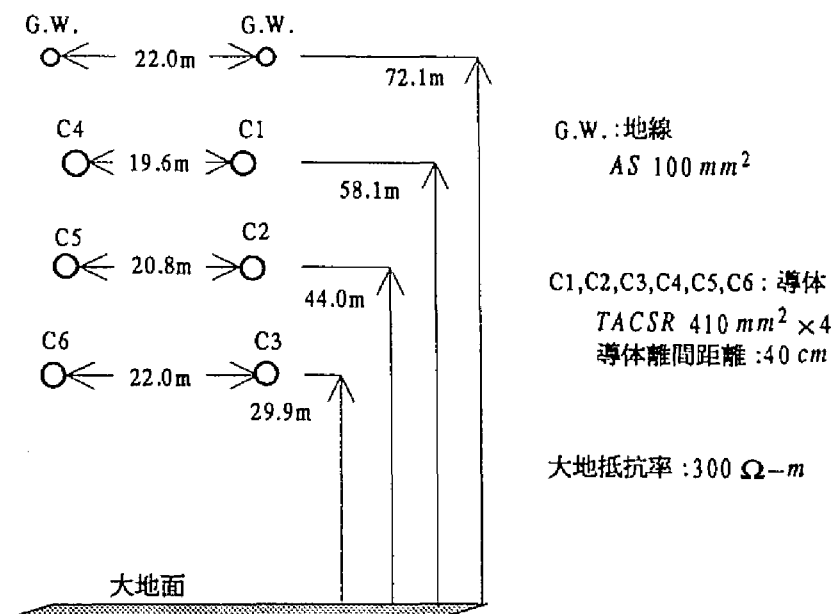 G.W. G.W.
22.0m
72.1m
C4 C1
19.6m
58.1m
C5 C2
20.8m
44.0m
C6 C3
22.0m
29.9m
大地面
G.W.:地線
AS 100 mm²
C1,C2,C3,C4,C5,C6 : 導体
TACSR 410 mm² ×4
導体離間距離 :40 cm
大地抵抗率 :300 Ω−m